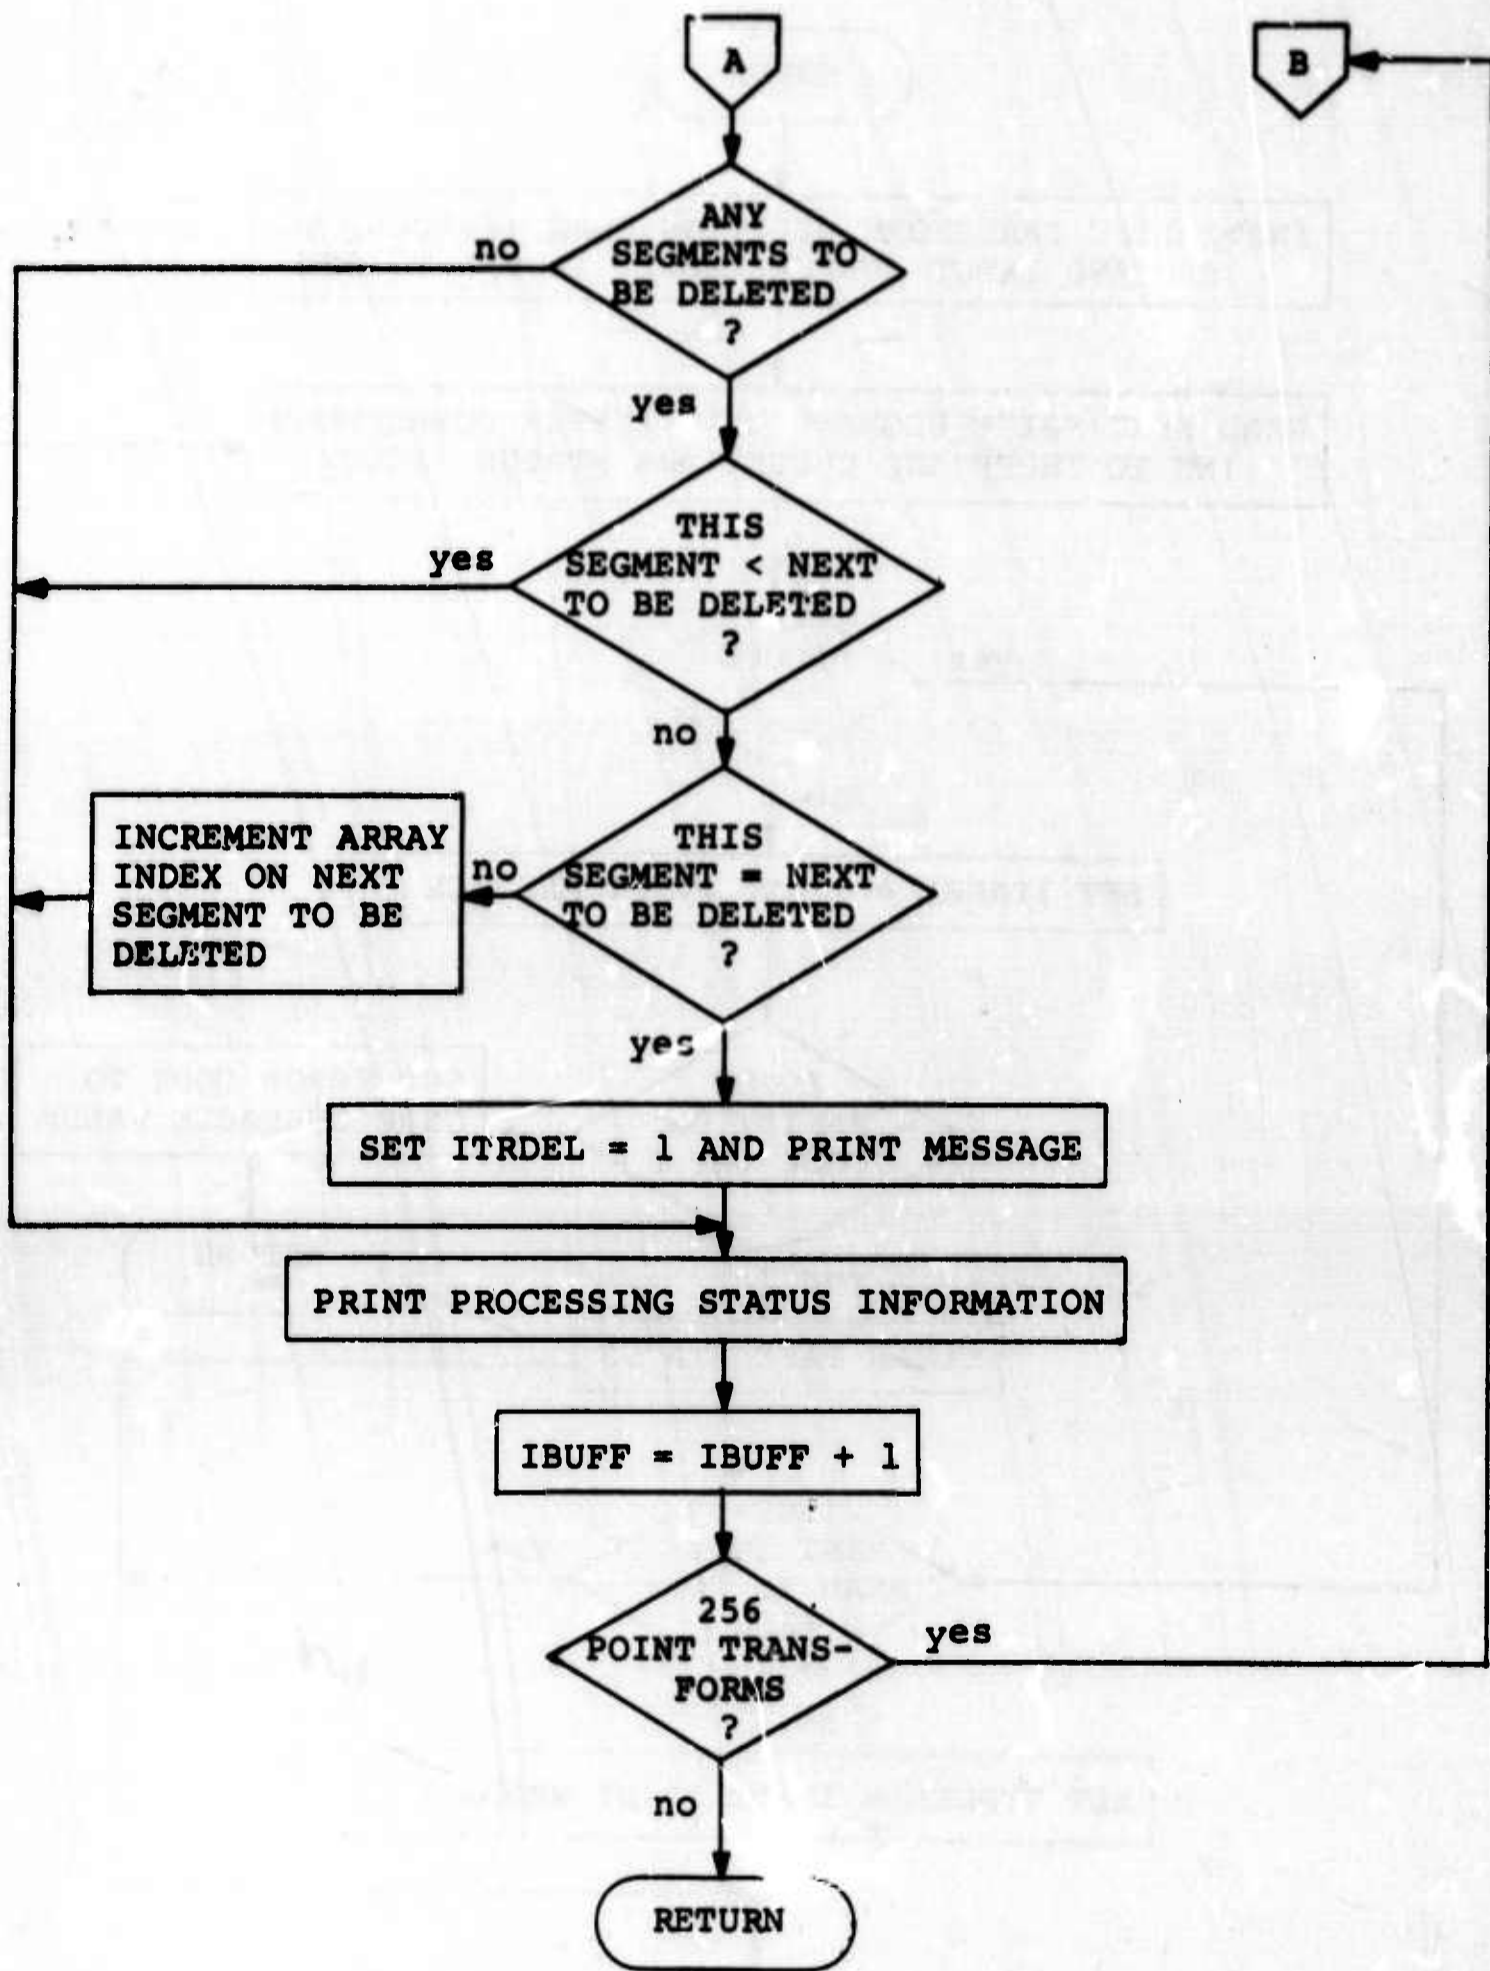 A
B
ANY
SEGMENTS TO
BE DELETED
?
no
yes
THIS
SEGMENT < NEXT
TO BE DELETED
?
yes
no
THIS
SEGMENT = NEXT
TO BE DELETED
?
no
INCREMENT ARRAY
INDEX ON NEXT
SEGMENT TO BE
DELETED
yes
SET ITRDEL = 1 AND PRINT MESSAGE
PRINT PROCESSING STATUS INFORMATION
IBUFF = IBUFF + 1
256
POINT TRANS-
FORMS
?
yes
no
RETURN